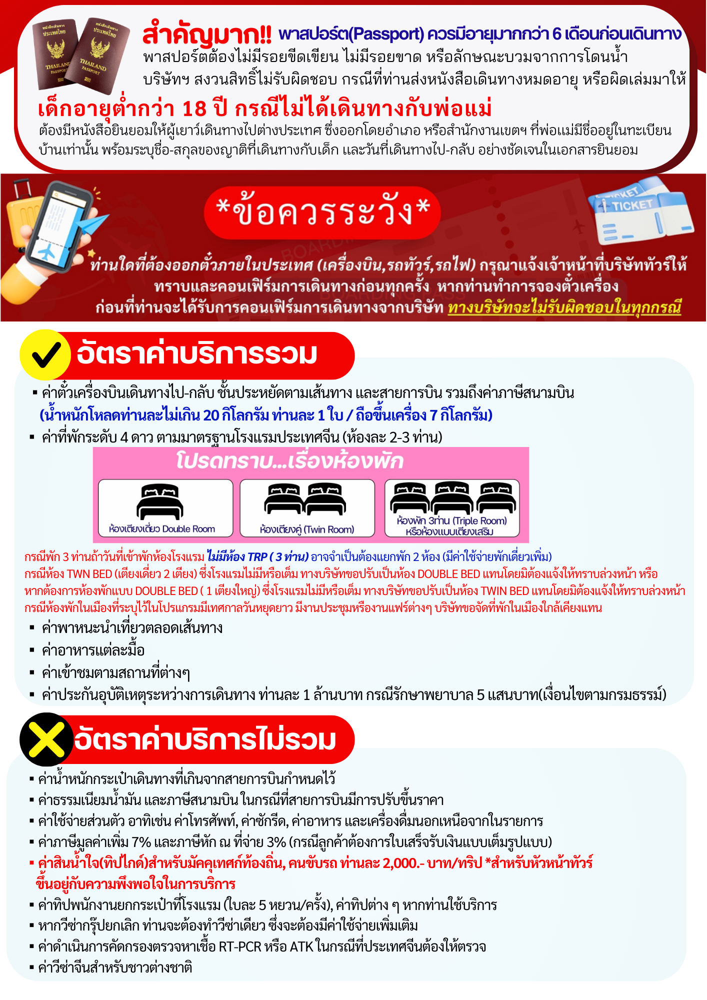 สำคัญมาก!! พาสปอร์ต(Passport) ควรมีอายุมากกว่า 6 เดือนก่อนเดินทาง
พาสปอร์ตต้องไม่มีรอยขีดเขียน ไม่มีรอยขาด หรือลักษณะบวมจากการโดนน้ำ
บริษัทฯ สงวนสิทธิ์ไม่รับผิดชอบ กรณีที่ท่านส่งหนังสือเดินทางหมดอายุ หรือผิดเล่มมาให้
หนังสือเดินทาง
ประเทศไทย
THAILAND
PASSPORT
หนังสือเดินทาง
ประเทศไทย
THAILAND
PASSPORT
เด็กอายุต่ำกว่า 18 ปี กรณีไม่ได้เดินทางกับพ่อแม่
ต้องมีหนังสือยินยอมให้ผู้เยาว์เดินทางไปต่างประเทศ ซึ่งออกโดยอำเภอ หรือสำนักงานเขตฯ ที่พ่อแม่มีชื่ออยู่ในทะเบียน
บ้านเท่านั้น พร้อมระบุชื่อ-สกุลของญาติที่เดินทางกับเด็ก และวันที่เดินทางไป-กลับ อย่างชัดเจนในเอกสารยินยอม
*ข้อควรระวัง*
TICKET
TICKET
BOARDING
ท่านใดที่ต้องออกตั๋วภายในประเทศ (เครื่องบิน,รถทัวร์,รถไฟ) กรุณาแจ้งเจ้าหน้าที่บริษัททัวร์ให้
ทราบและคอนเฟิร์มการเดินทางก่อนทุกครั้ง หากท่านทำการจองตั๋วเครื่อง
BOARDING PASS
ก่อนที่ท่านจะได้รับการคอนเฟิร์มการเดินทางจากบริษัท ทางบริษัทจะไม่รับผิดชอบในทุกกรณี
อัตราค่าบริการรวม
▪ ค่าตั๋วเครื่องบินเดินทางไป-กลับ ชั้นประหยัดตามเส้นทาง และสายการบิน รวมถึงค่าภาษีสนามบิน
(น้ำหนักโหลดท่านละไม่เกิน 20 กิโลกรัม ท่านละ 1 ใบ / ถือขึ้นเครื่อง 7 กิโลกรัม)
▪ ค่าที่พักระดับ 4 ดาว ตามมาตรฐานโรงแรมประเทศจีน (ห้องละ 2-3 ท่าน)
โปรดทราบ...เรื่องห้องพัก
ห้องเตียงเดี่ยว Double Room
ห้องเตียงคู่ (Twin Room)
ห้องพัก 3ท่าน (Triple Room)
หรือห้องแบบเตียงเสริม
กรณีพัก 3 ท่านถ้าวันที่เข้าพักห้องโรงแรม ไม่มีห้อง TRP ( 3 ท่าน) อาจจำเป็นต้องแยกพัก 2 ห้อง (มีค่าใช้จ่ายพักเดี่ยวเพิ่ม)
กรณีห้อง TWN BED (เตียงเดี่ยว 2 เตียง) ซึ่งโรงแรมไม่มีหรือเต็ม ทางบริษัทขอปรับเป็นห้อง DOUBLE BED แทนโดยมิต้องแจ้งให้ทราบล่วงหน้า หรือ
หากต้องการห้องพักแบบ DOUBLE BED ( 1 เตียงใหญ่) ซึ่งโรงแรมไม่มีหรือเต็ม ทางบริษัทขอปรับเป็นห้อง TWIN BED แทนโดยมิต้องแจ้งให้ทราบล่วงหน้า
กรณีห้องพักในเมืองที่ระบุไว้ในโปรแกรมมีเทศกาลวันหยุดยาว มีงานประชุมหรืองานแฟร์ต่างๆ บริษัทขอจัดที่พักในเมืองใกล้เคียงแทน
▪ ค่าพาหนะนำเที่ยวตลอดเส้นทาง
▪ ค่าอาหารแต่ละมื้อ
▪ ค่าเข้าชมตามสถานที่ต่างๆ
▪ ค่าประกันอุบัติเหตุระหว่างการเดินทาง ท่านละ 1 ล้านบาท กรณีรักษาพยาบาล 5 แสนบาท(เงื่อนไขตามกรมธรรม์)
อัตราค่าบริการไม่รวม
▪ ค่าน้ำหนักกระเป๋าเดินทางที่เกินจากสายการบินกำหนดไว้
▪ ค่าธรรมเนียมน้ำมัน และภาษีสนามบิน ในกรณีที่สายการบินมีการปรับขึ้นราคา
▪ ค่าใช้จ่ายส่วนตัว อาทิเช่น ค่าโทรศัพท์, ค่าซักรีด, ค่าอาหาร และเครื่องดื่มนอกเหนือจากในรายการ
▪ ค่าภาษีมูลค่าเพิ่ม 7% และภาษีหัก ณ ที่จ่าย 3% (กรณีลูกค้าต้องการใบเสร็จรับเงินแบบเต็มรูปแบบ)
▪ ค่าสินน้ำใจ(ทิปไกด์)สำหรับมัคคุเทศก์ท้องถิ่น, คนขับรถ ท่านละ 2,000.- บาท/ทริป *สำหรับหัวหน้าทัวร์
ขึ้นอยู่กับความพึงพอใจในการบริการ
▪ ค่าทิปพนักงานยกกระเป๋าที่โรงแรม (ใบละ 5 หยวน/ครั้ง), ค่าทิปต่าง ๆ หากท่านใช้บริการ
▪ หากวีซ่ากรุ๊ปยกเลิก ท่านจะต้องทำวีซ่าเดียว ซึ่งจะต้องมีค่าใช้จ่ายเพิ่มเติม
▪ ค่าดำเนินการคัดกรองตรวจหาเชื้อ RT-PCR หรือ ATK ในกรณีที่ประเทศจีนต้องให้ตรวจ
▪ ค่าวีซ่าจีนสำหรับชาวต่างชาติ